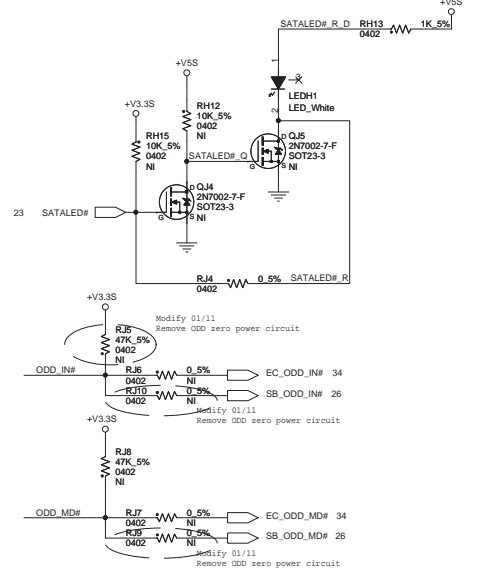 +V5S
SATALED#_R_D RH13 1K_5%
0402
+V5S
1
LEDH1
LED_White
2
+V3.3S
RH12
10K_5%
0402
NI
RH15
10K_5%
0402
NI
SATALED#_Q
D QJ5
2N7002-7-F
SOT23-3
G S NI
D QJ4
2N7002-7-F
SOT23-3
G S NI
23 SATALED#
RJ4 0_5% SATALED#_R
0402
+V3.3S
Modify 01/11
Remove ODD zero power circuit
RJ5
47K_5%
0402
NI
ODD_IN# RJ6 0_5% EC_ODD_IN# 34
0402 NI
RJ10 0_5% SB_ODD_IN# 26
0402 NI
Modify 01/11
Remove ODD zero power circuit
+V3.3S
RJ8
47K_5%
0402
NI
ODD_MD# RJ7 0_5% EC_ODD_MD# 34
0402 NI
RJ9 0_5% SB_ODD_MD# 26
0402 NI
Modify 01/11
Remove ODD zero power circuit